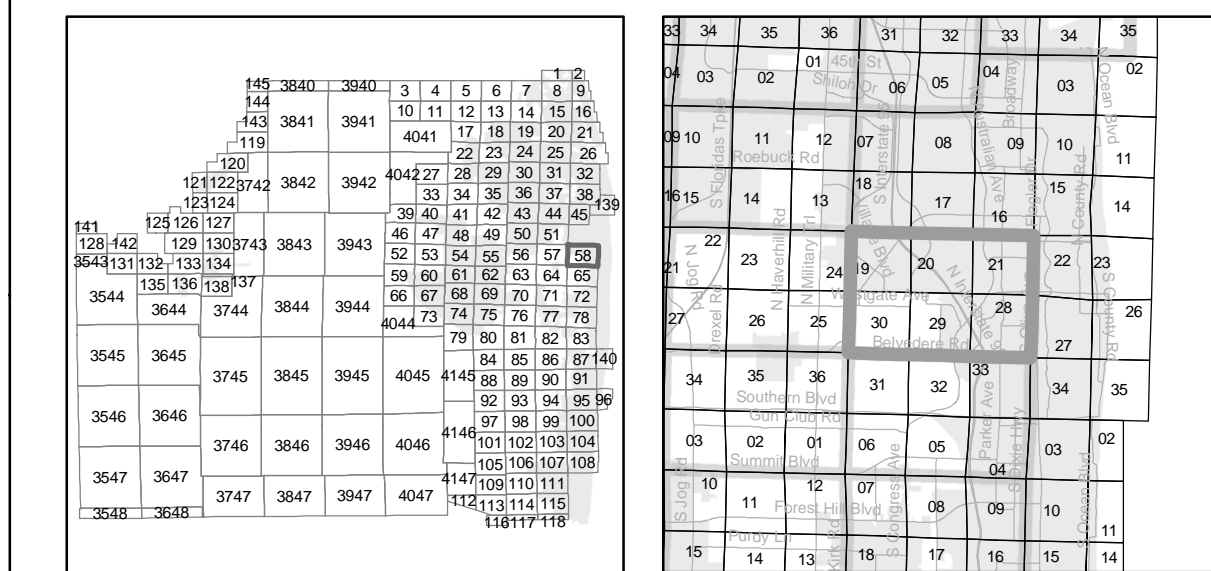 1 2
145 3840 3940 3 4 5 6 7 8 9
144 3841 3941 10 11 12 13 14 15 16
143 4041 17 18 19 20 21
119
120 22 23 24 25 26
121 122 3742 3842 3942 4042 27 28 29 30 31 32
123 124 33 34 35 36 37 38 139
141 125 126 127 39 40 41 42 43 44 45
128 142 129 130 3743 3843 3943 46 47 48 49 50 51
3543 131 132 133 134 52 53 54 55 56 57 58
135 136 138 137 59 60 61 62 63 64 65
3544 3644 3744 3844 3944 66 67 68 69 70 71 72
4044 73 74 75 76 77 78
79 80 81 82 83
3545 3645 3745 3845 3945 4045 4145 84 85 86 87 140
88 89 90 91
3546 3646 92 93 94 95 96
3746 3846 3946 4046 4146 97 98 99 100
101 102 103 104
105 106 107 108
3547 3647 3747 3847 3947 4047 4147 109 110 111
112 113 114 115
3548 3648 116 117 118
33 34 35 36 31 32 33 34 35
04 03 02 01 06 05 04 03 02
45th St
Shiloh Dr
Broadway
N Ocean Blvd
S Floridas Tpke
S Interstate 95
N Australian Ave
09 10 11 12 07 08 09 10 11
Roebuck Rd
Flagler Dr
N County Rd
16 15 14 13 18 17 16 15 14
N Haverhill Rd
N Military Trl
21 22 23 24 19 20 21 22 23
N Jog Rd
Drexel Rd
Westgate Ave
S County Rd
27 26 25 30 29 28 27 26
Belvedere Rd
34 35 36 31 32 33 34 35
Southern Blvd
Gun Club Rd
Parker Ave
S Dixie Hwy
03 02 01 06 05 04 03 02
Summit Blvd
S Jog Rd
S Congress Ave
S Ocean Blvd
10 11 12 07 08 09 10 11
Forest Hill Blvd
Purdy Ln
Kirk Rd
15 14 13 18 17 16 15 14